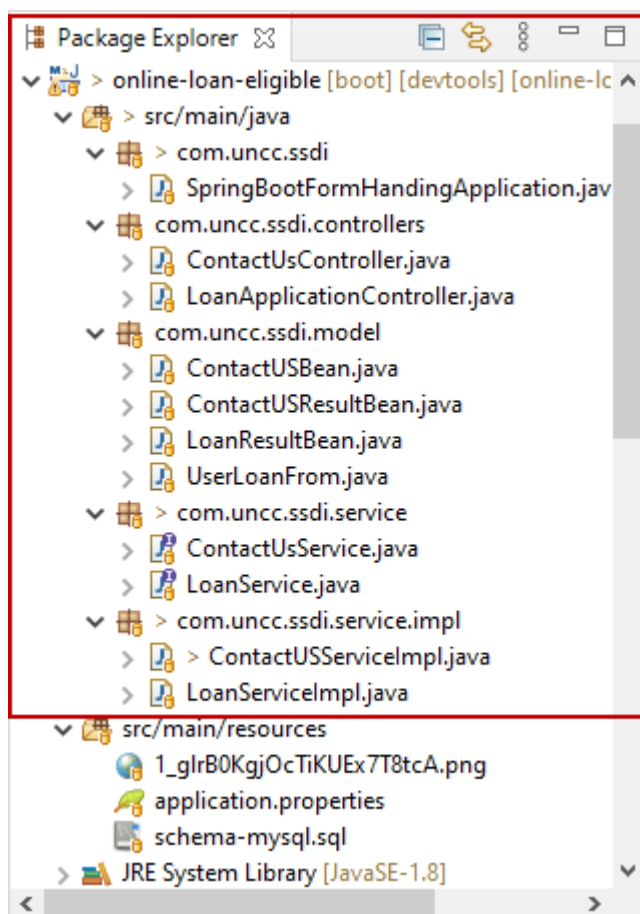 Package Explorer
> online-loan-eligible [boot] [devtools] [online-lc
> src/main/java
> com.uncc.ssdi
SpringBootFormHandingApplication.jav
com.uncc.ssdi.controllers
ContactUsController.java
LoanApplicationController.java
com.uncc.ssdi.model
ContactUSBean.java
ContactUSResultBean.java
LoanResultBean.java
UserLoanFrom.java
> com.uncc.ssdi.service
ContactUsService.java
LoanService.java
> com.uncc.ssdi.service.impl
> ContactUSServiceImpl.java
LoanServiceImpl.java
src/main/resources
1_glrB0KgjOcTiKUEx7T8tcA.png
application.properties
schema-mysql.sql
JRE System Library [JavaSE-1.8]